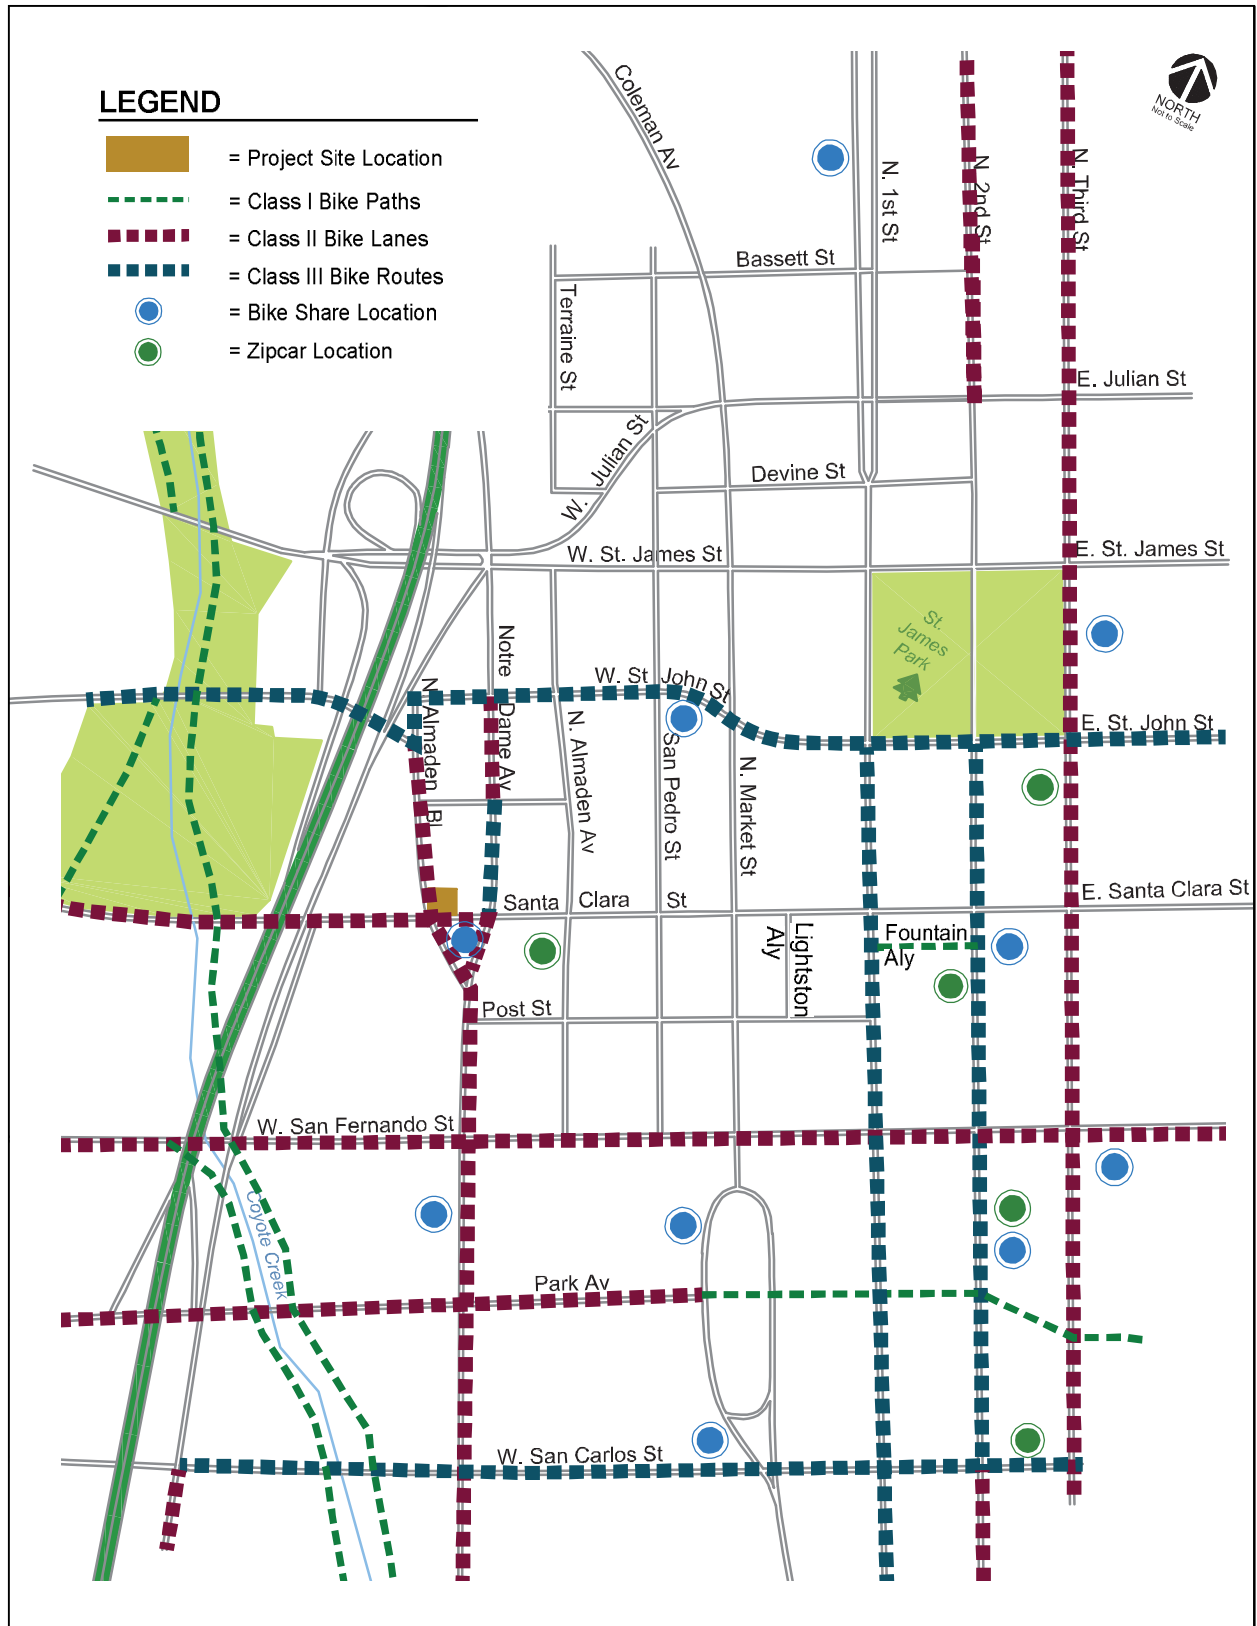 LEGEND
= Project Site Location
= Class I Bike Paths
= Class II Bike Lanes
= Class III Bike Routes
= Bike Share Location
= Zipcar Location
NORTH
Not to Scale
Coleman Av
N. 1st St
N. 2nd St
N. Third St
Bassett St
Terraine St
E. Julian St
W. Julian St
Devine St
W. St. James St
E. St. James St
St.
James
Park
Notre Dame Av
N. Almaden Bl
W. St John St
E. St. John St
N. Almaden Av
San Pedro St
N. Market St
Santa Clara St
E. Santa Clara St
Lightston
Aly
Fountain
Aly
Post St
W. San Fernando St
Coyote Creek
Park Av
W. San Carlos St